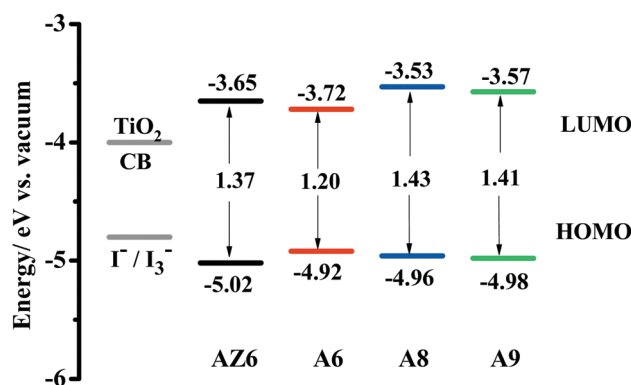 Energy/ eV vs. vacuum
-3
-4
-5
-6
TiO₂
CB
I⁻ / I₃⁻
-3.65
-3.72
-3.53
-3.57
LUMO
1.37
1.20
1.43
1.41
HOMO
-5.02
-4.92
-4.96
-4.98
AZ6
A6
A8
A9